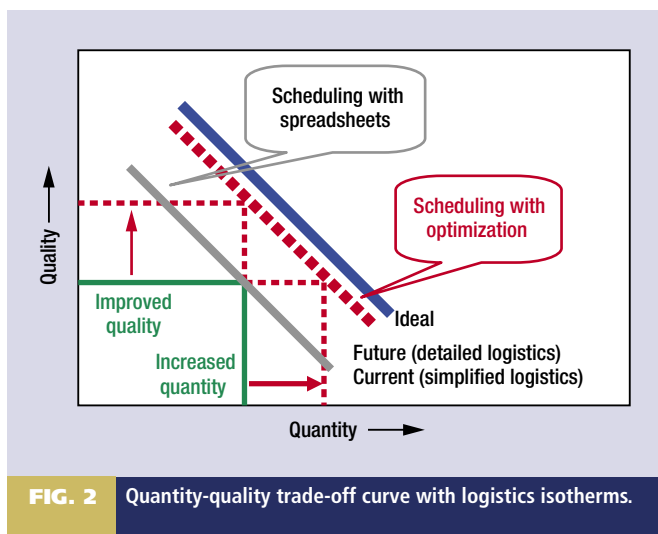 Scheduling with
spreadsheets
Scheduling with
optimization
Quality
Improved
quality
Increased
quantity
Ideal
Future (detailed logistics)
Current (simplified logistics)
Quantity
FIG. 2 Quantity-quality trade-off curve with logistics isotherms.